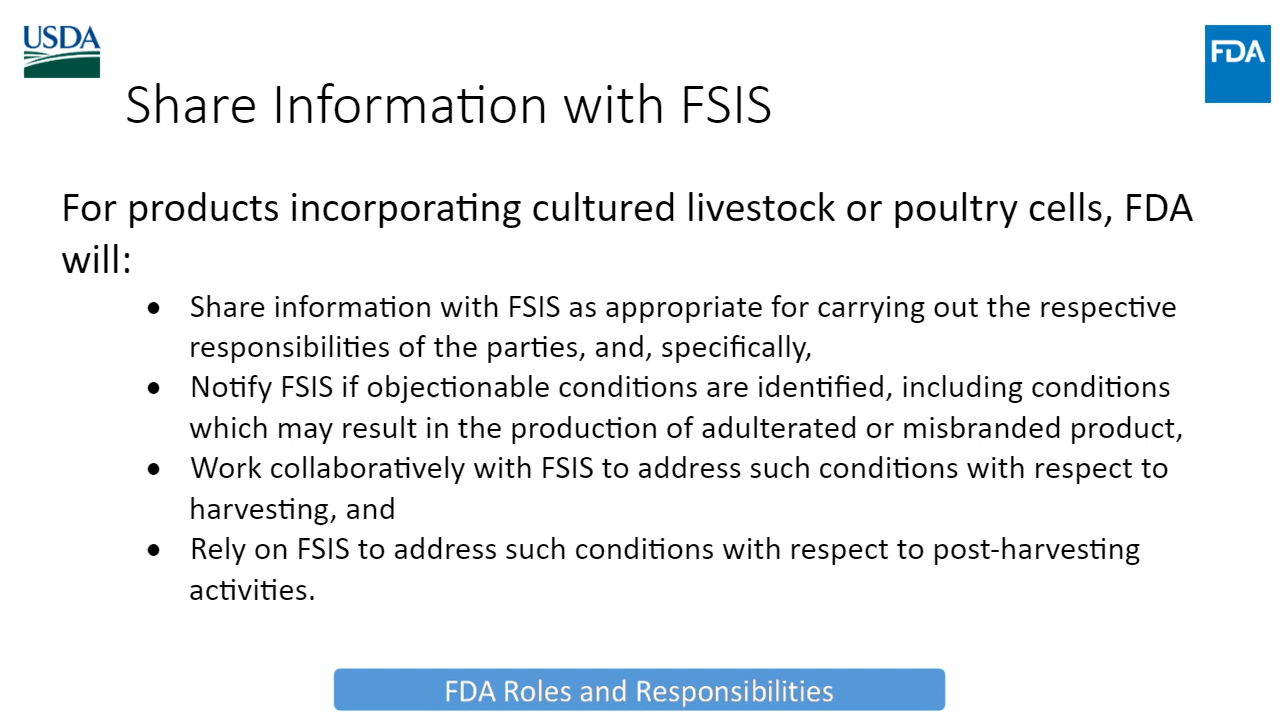 USDA
FDA
Share Information with FSIS
For products incorporating cultured livestock or poultry cells, FDA
will:
• Share information with FSIS as appropriate for carrying out the respective
responsibilities of the parties, and, specifically,
• Notify FSIS if objectionable conditions are identified, including conditions
which may result in the production of adulterated or misbranded product,
• Work collaboratively with FSIS to address such conditions with respect to
harvesting, and
• Rely on FSIS to address such conditions with respect to post-harvesting
activities.
FDA Roles and Responsibilities